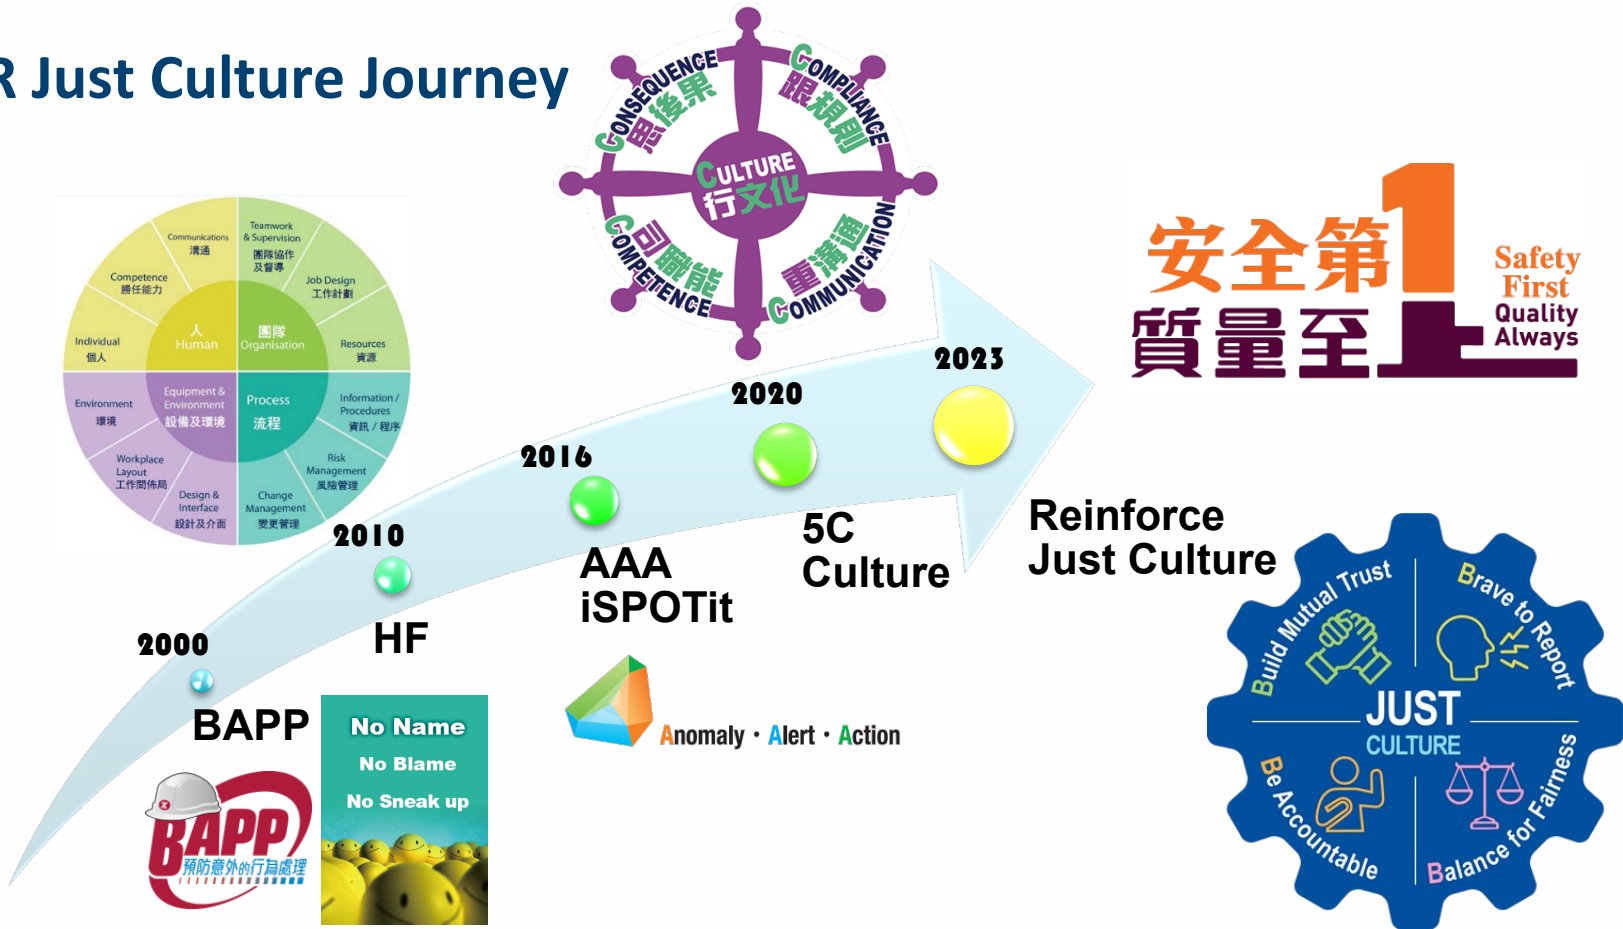 R Just Culture Journey
CONSEQUENCE
思後果
COMPLIANCE
跟規則
CULTURE
行文化
COMPETENCE
司職能
COMMUNICATION
重溝通
Communications
溝通
Teamwork
& Supervision
團隊協作
及督導
Competence
勝任能力
Job Design
工作計劃
Individual
個人
人
Human
團隊
Organisation
Resources
資源
Environment
環境
Equipment &
Environment
設備及環境
Process
流程
Information /
Procedures
資訊 / 程序
Workplace
Layout
工作間佈局
Risk
Management
風險管理
Design &
Interface
設計及介面
Change
Management
變更管理
安全第1
Safety
First
質量至上
Quality
Always
2000
BAPP
BAPP
預防意外的行為處理
No Name
No Blame
No Sneak up
2010
HF
2016
AAA
iSPOTit
Anomaly · Alert · Action
2020
5C
Culture
2023
Reinforce
Just Culture
Build Mutual Trust
Brave to Report
JUST
CULTURE
Be Accountable
Balance for Fairness